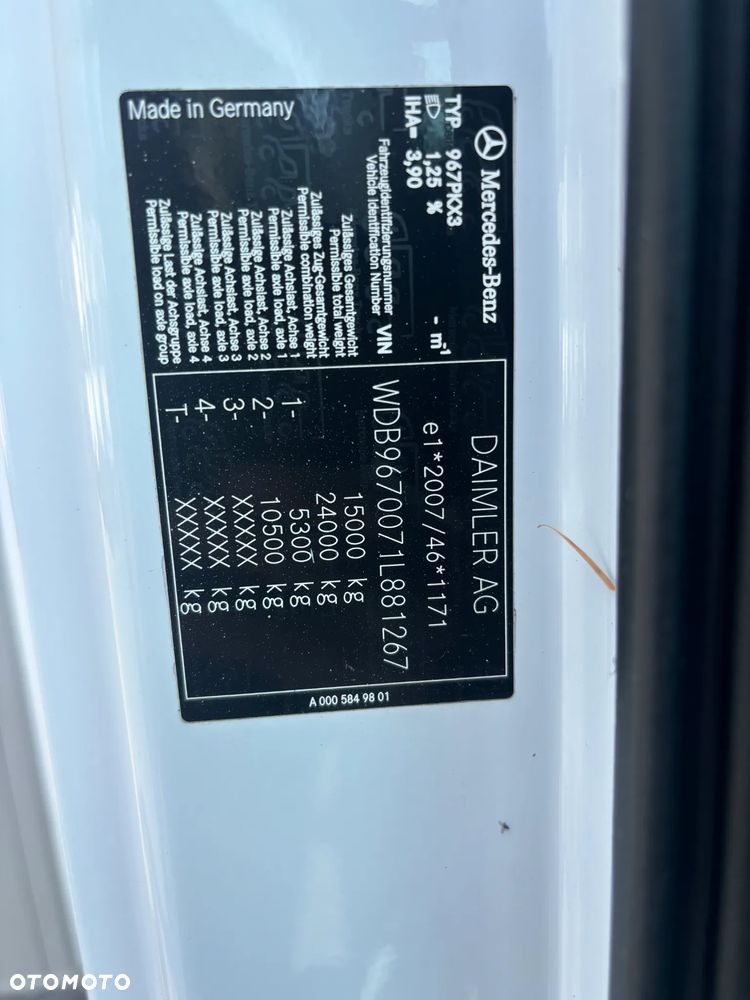 Mercedes-Benz
TYP 967PKX3
1,25 % - m-1
IHA= 3,90
Fahrzeugidentifizierungsnummer
Vehicle Identification Number VIN
Zulässiges Gesamtgewicht
Permissible total weight
Zulässiges Zug-Gesamtgewicht
Permissible combination weight
Zulässige Achslast, Achse 1
Permissible axle load, axle 1
Zulässige Achslast, Achse 2
Permissible axle load, axle 2
Zulässige Achslast, Achse 3
Permissible axle load, axle 3
Zulässige Achslast, Achse 4
Permissible axle load, axle 4
Zulässige Last der Achsgruppe
Permissible load on axle group
Made in Germany
DAIMLER AG
e1*2007/46*1171
WDB9670071L881267
15000 kg
24000 kg
1- 5300 kg
2- 10500 kg
3- XXXXX kg
4- XXXXX kg
T- XXXXX kg
A 000 584 98 01
OTOMOTO